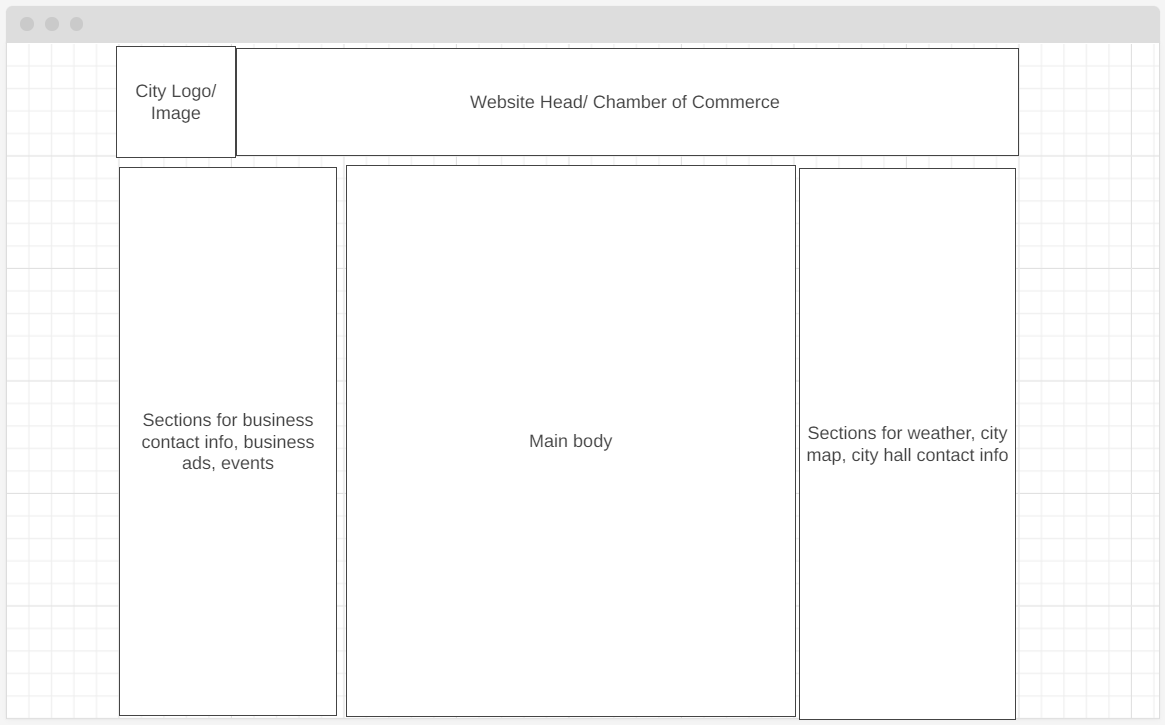 City Logo/
Image
Website Head/ Chamber of Commerce
Sections for business
contact info, business
ads, events
Main body
Sections for weather, city
map, city hall contact info